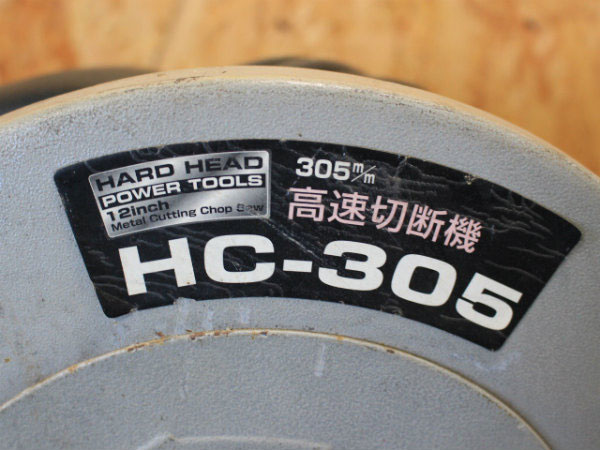 HARD HEAD
POWER TOOLS
12inch
Metal Cutting Chop Saw
305m/m
高速切断機
HC-305